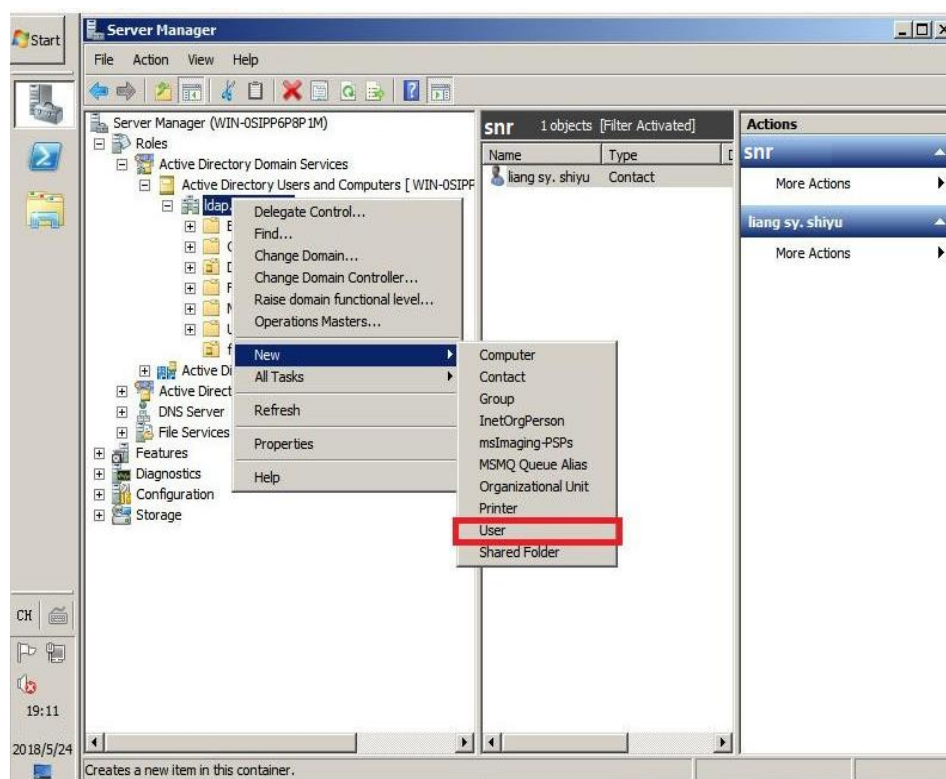 Start
Server Manager
File Action View Help
Server Manager (WIN-0SIPP6P8P1M)
Roles
Active Directory Domain Services
Active Directory Users and Computers [ WIN-0SIPP
ldap.
Active Di
Active Direct
DNS Server
File Services
Features
Diagnostics
Configuration
Storage
Delegate Control...
Find...
Change Domain...
Change Domain Controller...
Raise domain functional level...
Operations Masters...
New
All Tasks
Refresh
Properties
Help
Computer
Contact
Group
InetOrgPerson
msImaging-PSPs
MSMQ Queue Alias
Organizational Unit
Printer
User
Shared Folder
snr 1 objects [Filter Activated]
Name Type
liang sy. shiyu Contact
Actions
snr
More Actions
liang sy. shiyu
More Actions
CH
19:11
2018/5/24
Creates a new item in this container.